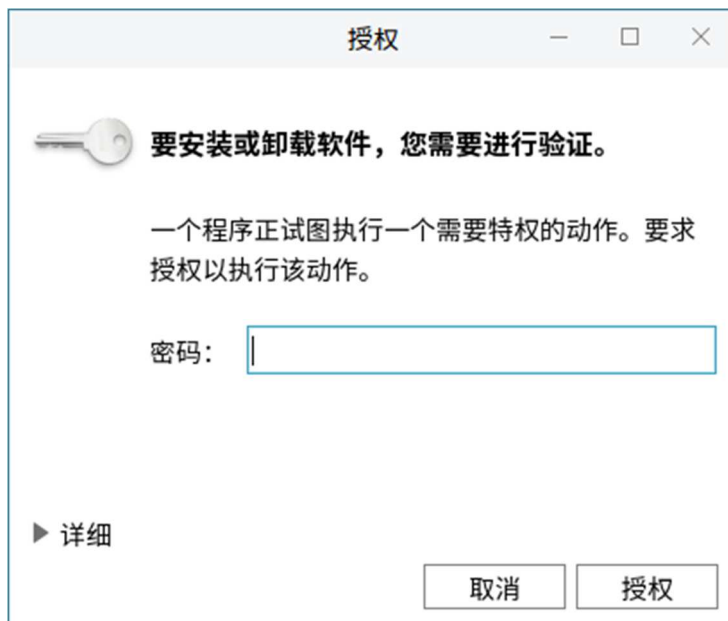 授权
要安装或卸载软件，您需要进行验证。
一个程序正试图执行一个需要特权的动作。要求
授权以执行该动作。
密码：
详细
取消 授权